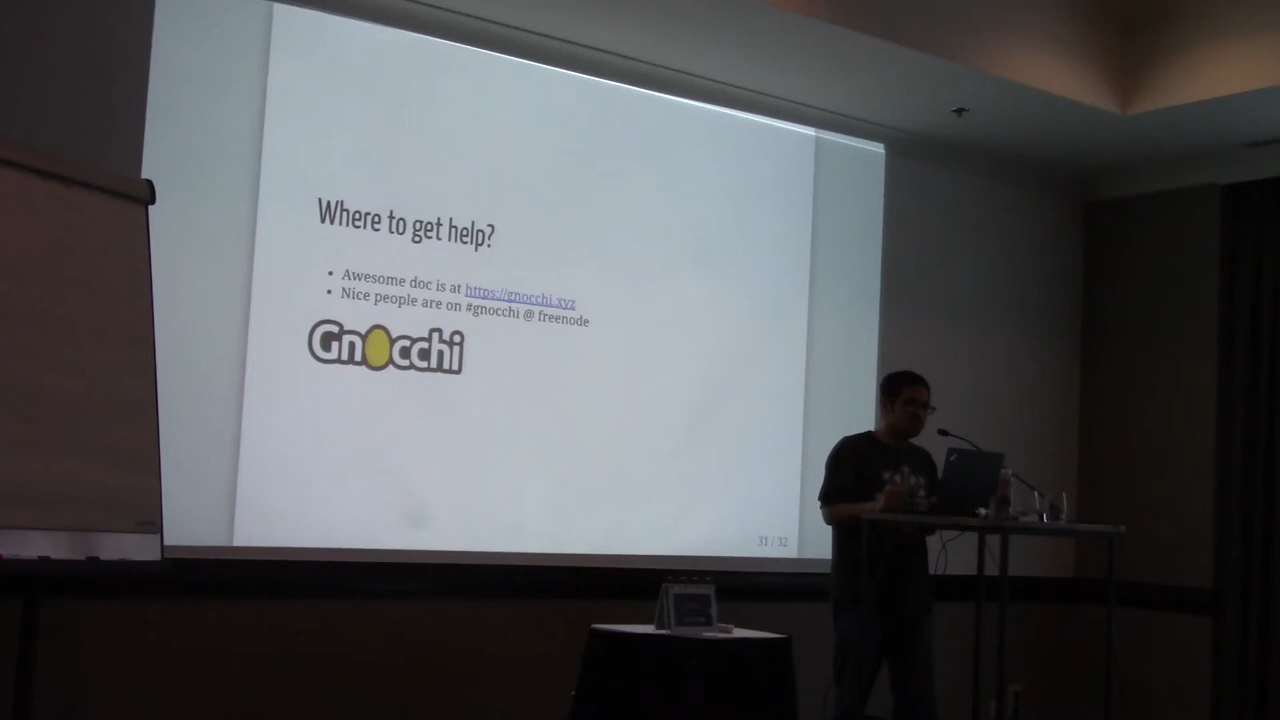 Where to get help?
• Awesome doc is at https://gnocchi.xyz
• Nice people are on #gnocchi @ freenode
Gnocchi
31 / 32